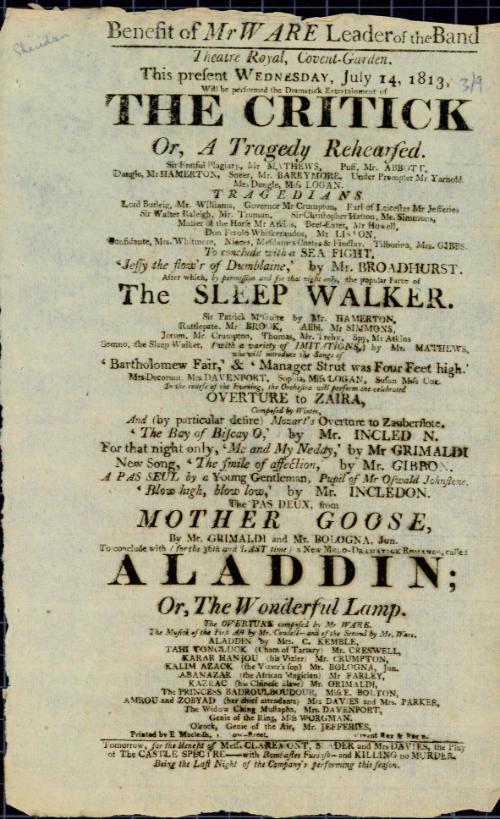 Sheridan
Benefit of Mr WARE Leader of the Band
Theatre Royal, Covent-Garden.
This present WEDNESDAY, July 14, 1813,
3/9
Will be performed the Dramatick Entertainment of
THE CRITICK
Or, A Tragedy Rehearsed.
Sir Fretful Plagiary, Mr MATHEWS, Puff, Mr. ABBOTT,
Dangle, Mr HAMERTON, Sneer, Mr. BARRYMORE, Under Prompter Mr Yarnold
Mrs Dangle, Miss LOGAN.
TRAGEDIANS.
Lord Burleig, Mr. Williams, Governor Mr Crumpton, Earl of Leicester Mr Jefferies
Sir Walter Raleigh, Mr. Truman, Sir Christopher Hatton, Mr. Simmons,
Master of the Horse Mr Atkins, Beef-Eater, Mr Howell,
Don Ferolo Whiskerandos, Mr LISTON,
Confidante, Mrs. Whitmore, Nieces, Mesdames Coates & Findlay, Tilburina, Mrs. GIBBS.
To conclude with a SEA FIGHT,
'Jessy the flow'r of Dumblaine,' by Mr. BROADHURST.
After which, by permission and for that night only, the popular Farce of
The SLEEP WALKER.
Sir Patrick M'Guire by Mr. HAMERTON,
Rattlepate, Mr BROOK, Alibi, Mr SIMMONS,
Jorum, Mr. Crumpton, Thomas, Mr. Treby, Spy, Mr Atkins
Somno, the Sleep Walker, (with a variety of IMITATIONS,) by Mr. MATHEWS,
who will introduce the Songs of
'Bartholomew Fair,' & 'Manager Strut was Four Feet high.'
Mrs Decorum, Mrs DAVENPORT, Sophia, Miss LOGAN, Susan Miss Cox.
In the course of the Evening, the Orchestra will perform the celebrated
OVERTURE to ZAIRA,
Composed by Winter,
And (by particular desire) Mozart's Overture to Zauberflote.
'The Bay of Biscay O,' by Mr. INCLED N.
For that night only, 'Me and My Neddy,' by Mr GRIMALDI
New Song, 'The smile of affection, by Mr. GIBBON.
A PAS SEUL by a Young Gentleman, Pupil of Mr Oswald Johnstone.
'Blow high, blow low,' by Mr. INCLEDON.
The PAS DEUX, from
MOTHER GOOSE,
By Mr. GRIMALDI and Mr. BOLOGNA, Jun.
To conclude with (for the 36th and LAST time) a New MELO-DRAMATICK ROMANCE, called
ALADDIN;
Or, The Wonderful Lamp.
The OVERTURE composed by Mr WARE.
The Musick of the First Act by Mr. Condell—and of the Second by Mr. Ware.
ALADDIN by Mrs. C. KEMBLE,
TAHI TONGLUCK (Cham of Tartary) Mr. CRESWELL,
KARAR HANJOU (his Vizier) Mr. CRUMPTON,
KALIM AZACK (the Vizier's son) Mr. BOLOGNA, Jun.
ABANAZAR (the African Magician) Mr FARLEY,
KAZRAC (his Chinese Slave) Mr. GRIMALDI,
The PRINCESS BADROULBOUDOUR, Miss E. BOLTON,
AMROU and ZOBYAD (her chief attendants) Mrs DAVIES and Mrs. PARKER,
The Widow Ching Mustapha, Mrs. DAVENPORT,
Genie of the Ring, Miss WORGMAN.
Olrock, Genie of the Air, Mr. JEFFERIES,
Printed by E. Macleish, ow-street. Vivant Rex & Reg a.
Tomorrow, for the Benefit of Mess. CLAREMONT, S ADER and Mrs DAVIES, the Play
of The CASTLE SPECTRE—with Bombastes Furioso—and KILLING no MURDER.
Being the Last Night of the Company's performing this season.